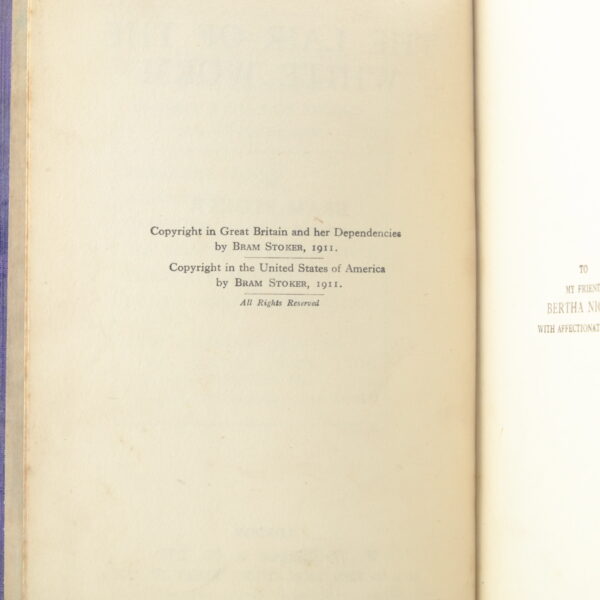 Copyright in Great Britain and her Dependencies
by BRAM STOKER, 1911.
Copyright in the United States of America
by BRAM STOKER, 1911.
All Rights Reserved
TO
MY FRIEND
BERTHA
WITH